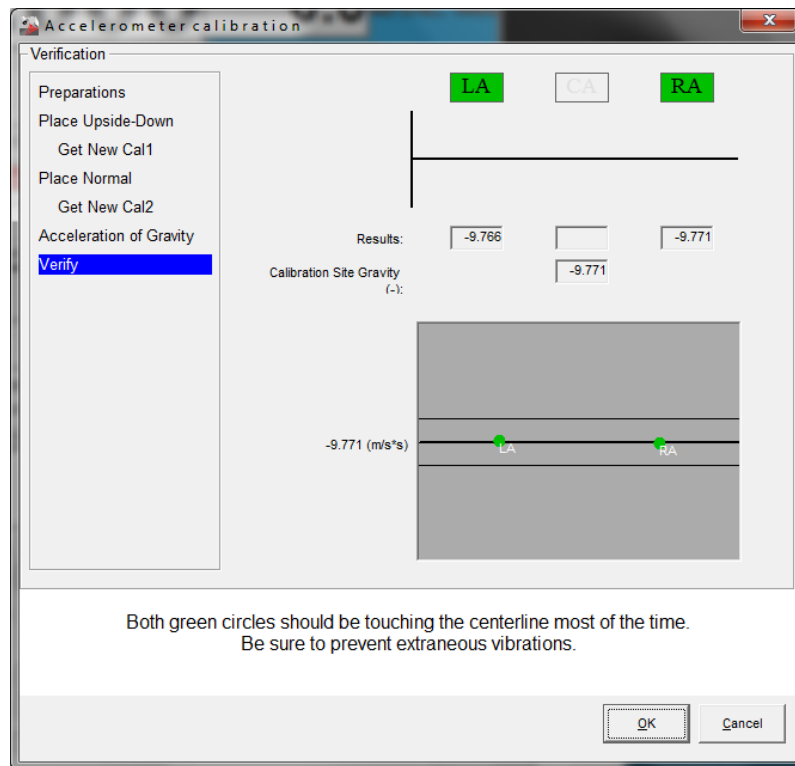 Accelerometer calibration
Verification
Preparations
Place Upside-Down
Get New Cal1
Place Normal
Get New Cal2
Acceleration of Gravity
Verify
LA CA RA
Results: -9.766 -9.771
Calibration Site Gravity -9.771
(-):
-9.771 (m/s*s)
LA RA
Both green circles should be touching the centerline most of the time.
Be sure to prevent extraneous vibrations.
OK Cancel